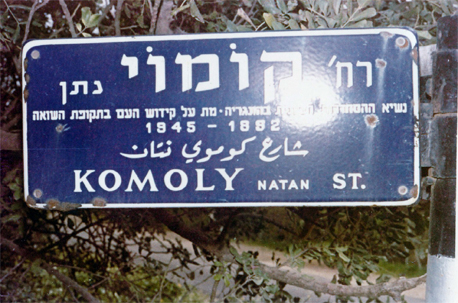 רח' קומוי נתן
נשיא בהונגריה • מת על קידוש העם בתקופת השואה
1945 - 1892
شارع كوموي نتان
KOMOLY NATAN ST.